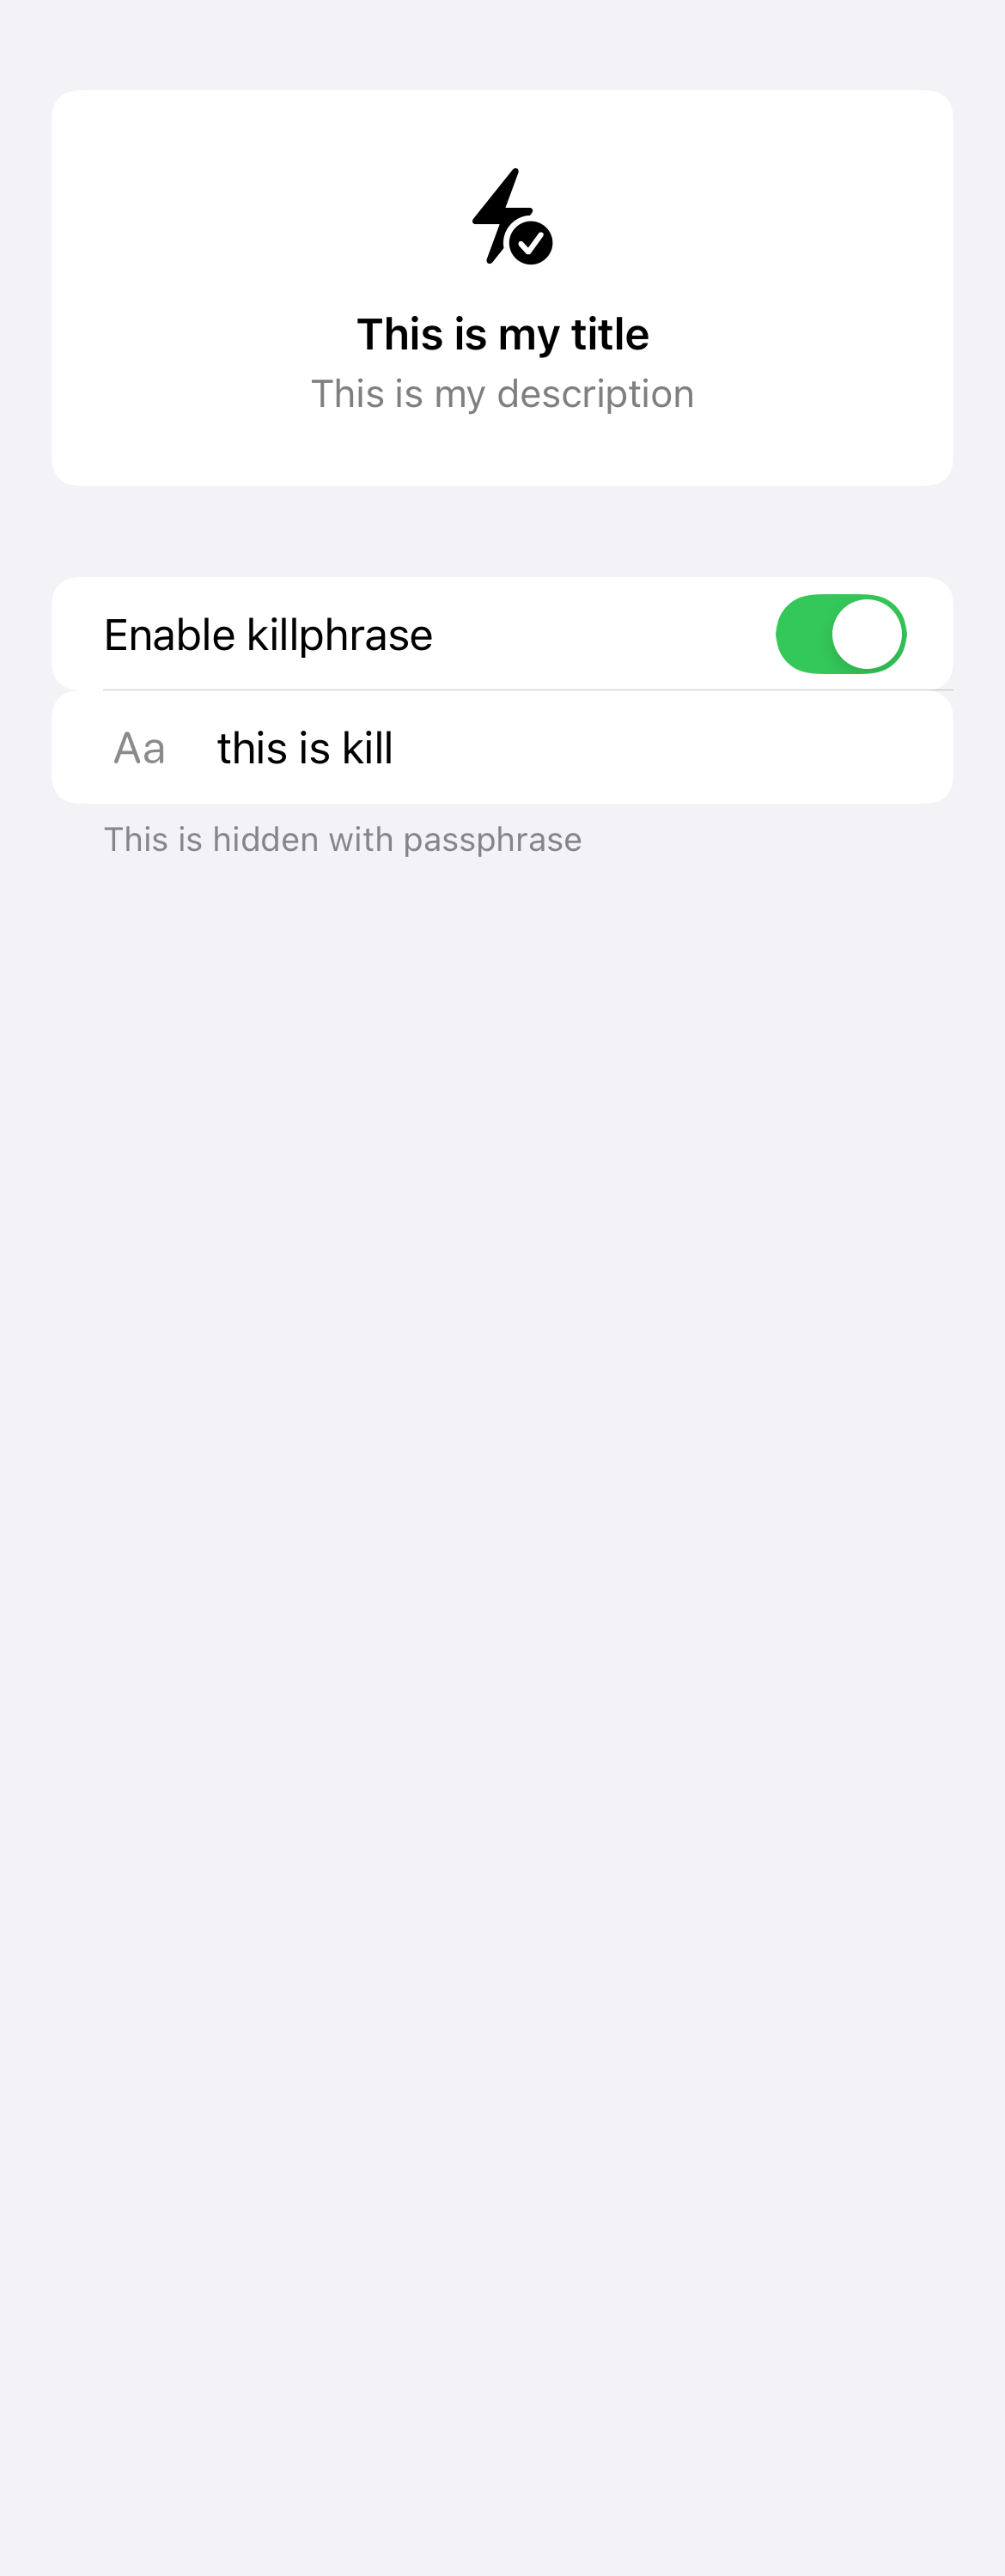 This is my title
This is my description
Enable killphrase
Aa this is kill
This is hidden with passphrase